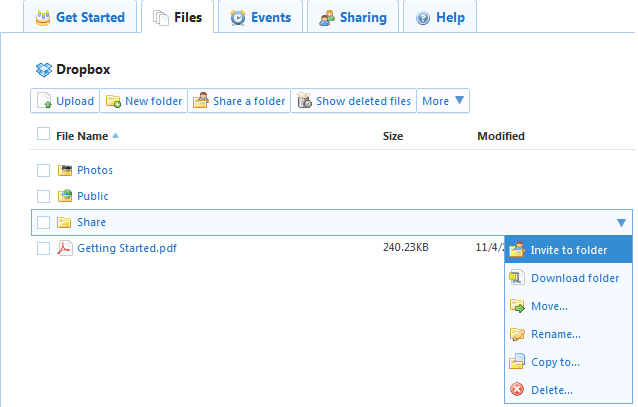 Get Started Files Events Sharing Help
Dropbox
Upload New folder Share a folder Show deleted files More
File Name Size Modified
Photos
Public
Share
Getting Started.pdf 240.23KB 11/4/2
Invite to folder
Download folder
Move...
Rename...
Copy to...
Delete...